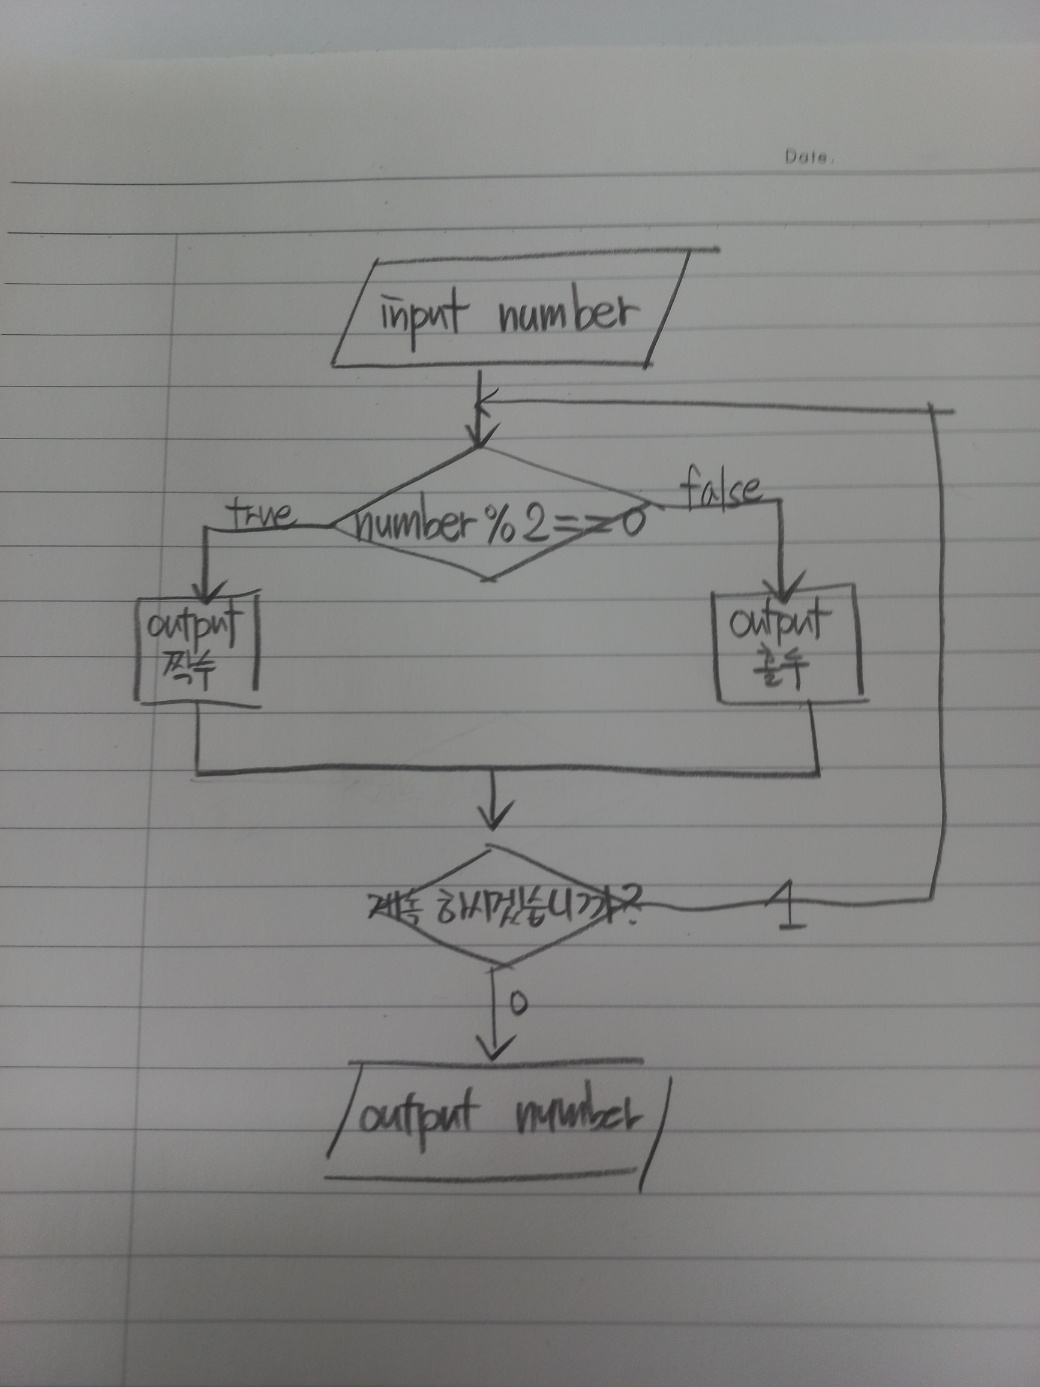 Date.
input number
true
false
number % 2 == 0
output
짝수
output
홀수
계속 하시겠습니까?
1
0
output number